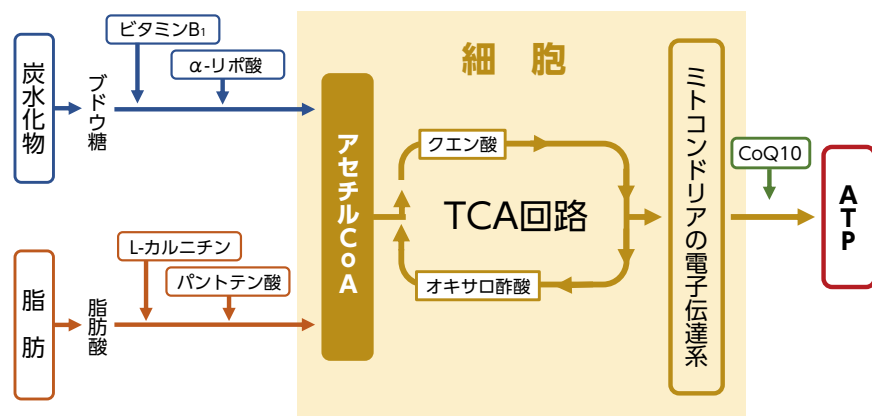 細 胞
ビタミンB₁
α-リポ酸
炭水化物
ブドウ糖
アセチルCoA
クエン酸
TCA回路
オキサロ酢酸
ミトコンドリアの電子伝達系
CoQ10
ATP
L-カルニチン
パントテン酸
脂肪
脂肪酸